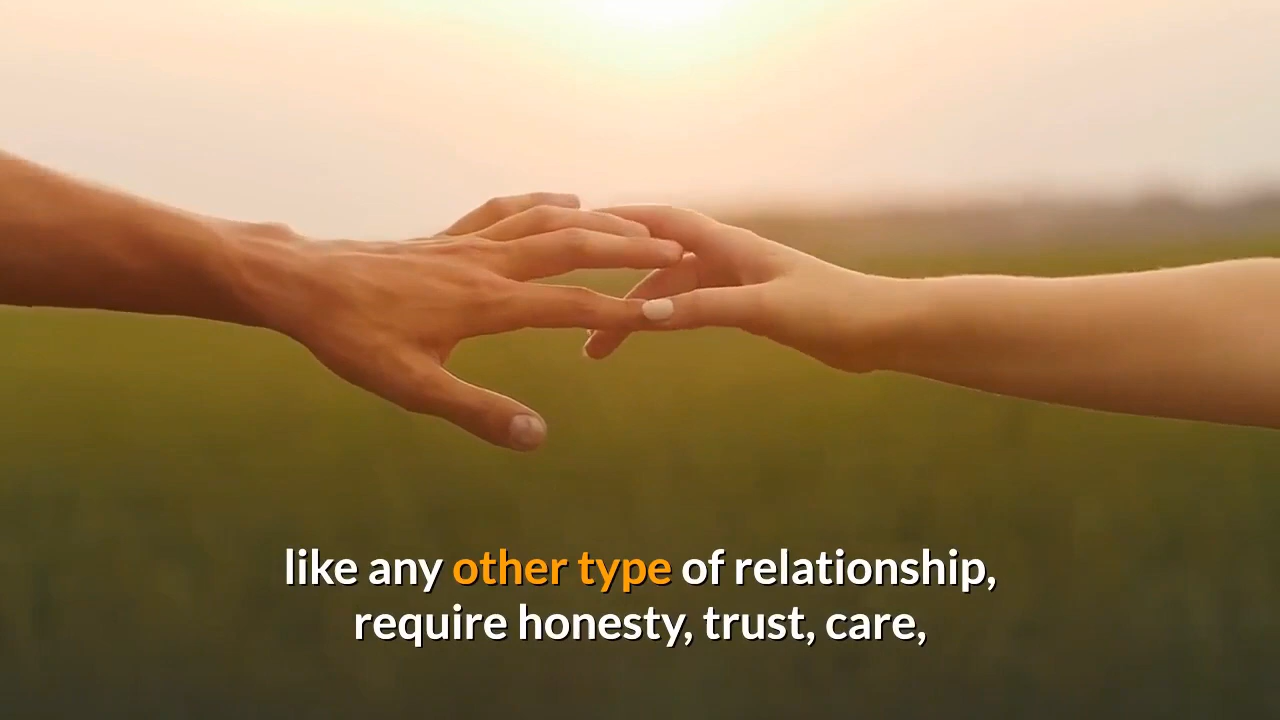 like any other type of relationship,
require honesty, trust, care,